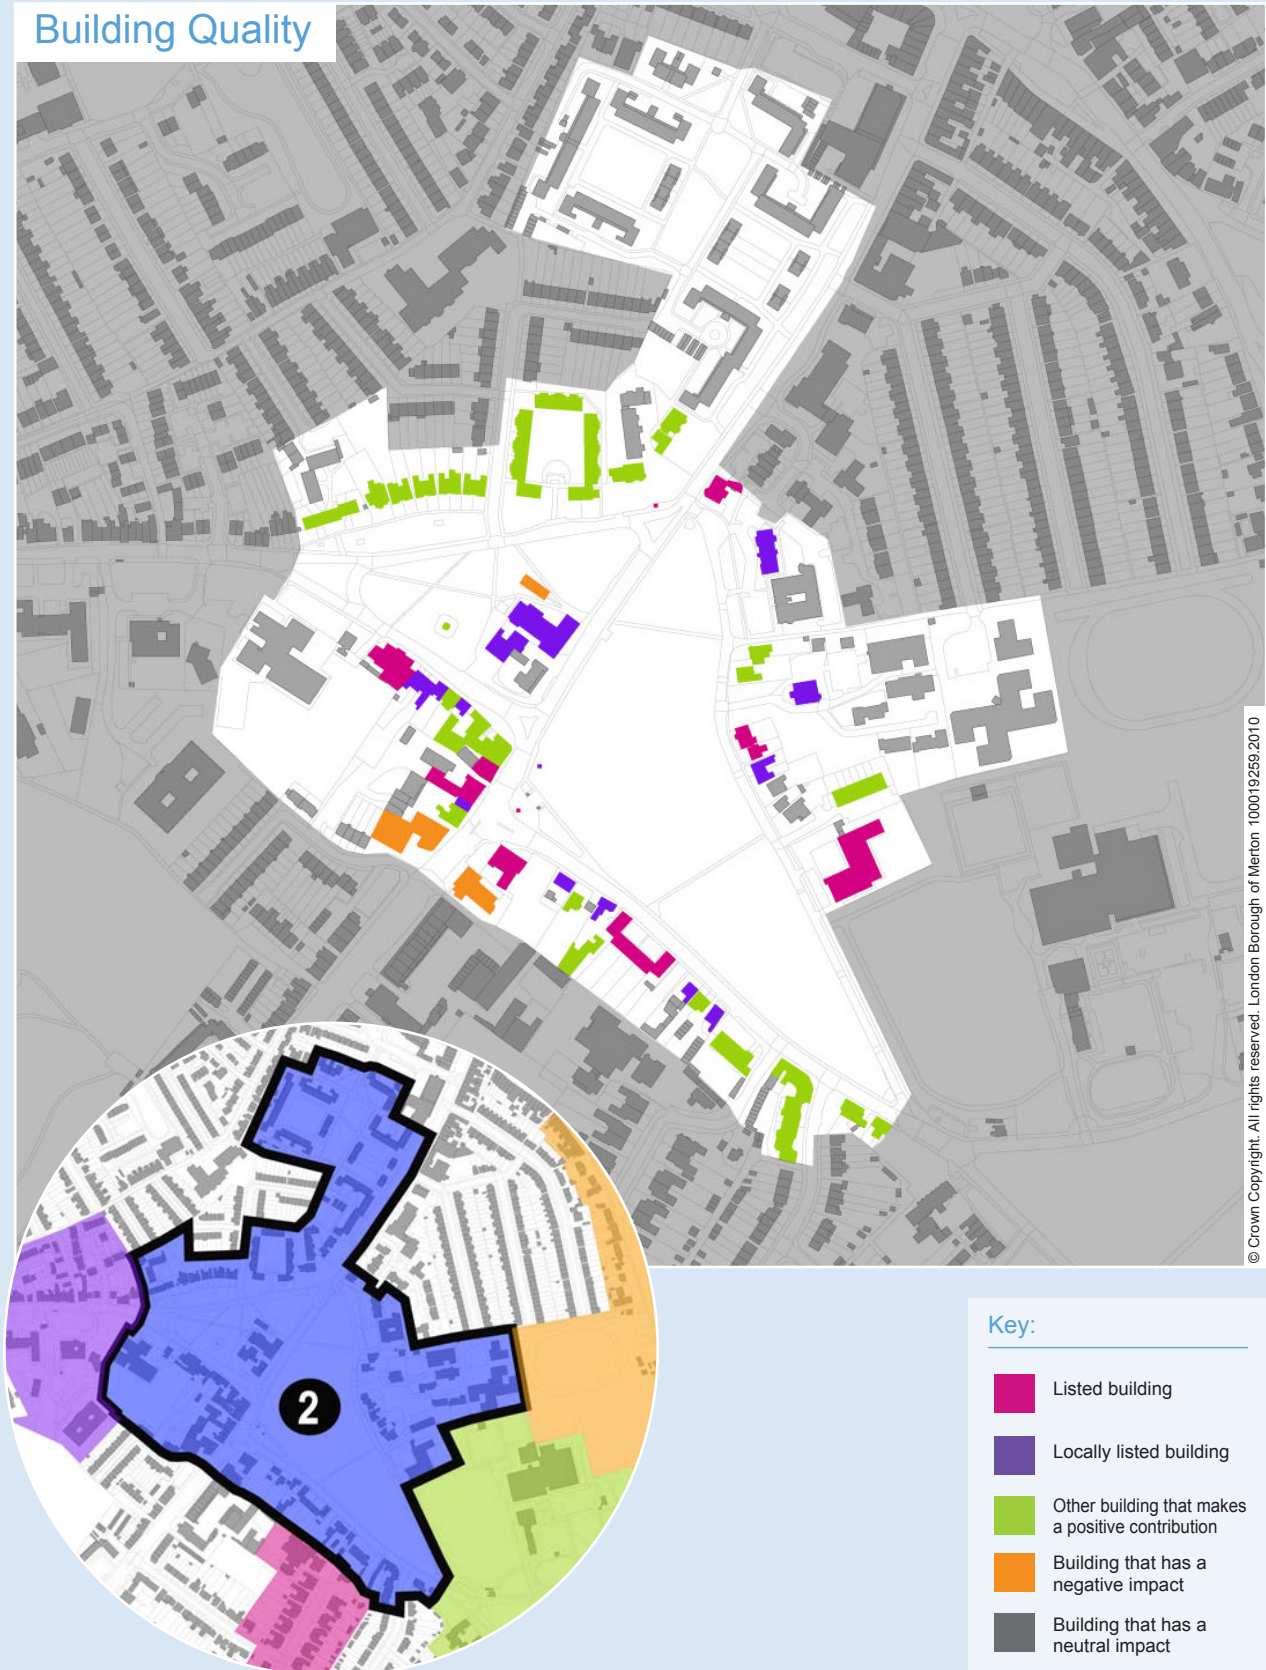 Building Quality
© Crown Copyright. All rights reserved. London Borough of Merton 100019259.2010
2
Key:
Listed building
Locally listed building
Other building that makes
a positive contribution
Building that has a
negative impact
Building that has a
neutral impact